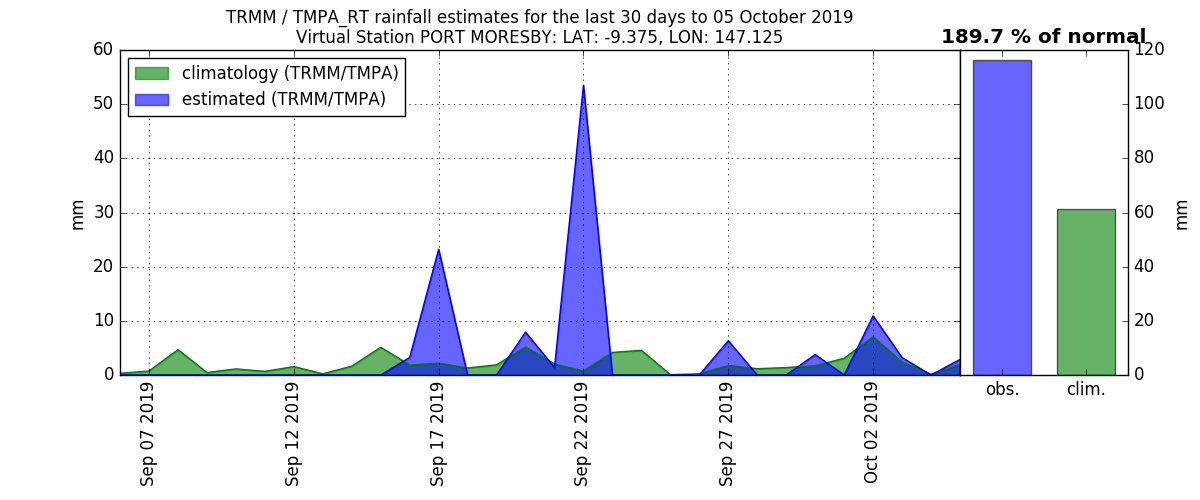 TRMM / TMPA_RT rainfall estimates for the last 30 days to 05 October 2019
Virtual Station PORT MORESBY: LAT: -9.375, LON: 147.125
189.7 % of normal
climatology (TRMM/TMPA)
estimated (TRMM/TMPA)
mm
60
50
40
30
20
10
0
Sep 07 2019
Sep 12 2019
Sep 17 2019
Sep 22 2019
Sep 27 2019
Oct 02 2019
obs.
clim.
120
100
80
60
40
20
0
mm